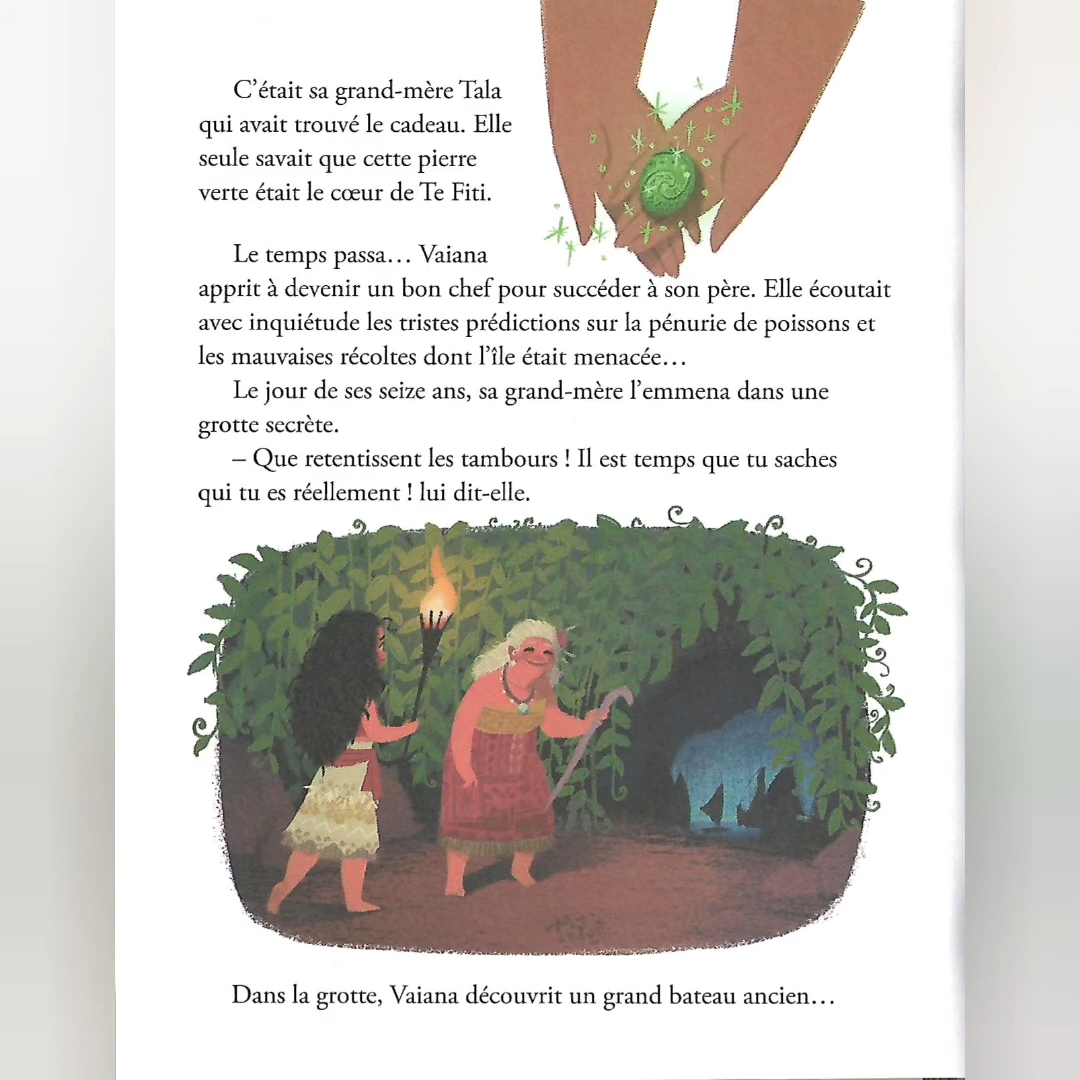 C’était sa grand-mère Tala
qui avait trouvé le cadeau. Elle
seule savait que cette pierre
verte était le cœur de Te Fiti.
Le temps passa… Vaiana
apprit à devenir un bon chef pour succéder à son père. Elle écoutait
avec inquiétude les tristes prédictions sur la pénurie de poissons et
les mauvaises récoltes dont l’île était menacée…
Le jour de ses seize ans, sa grand-mère l’emmena dans une
grotte secrète.
– Que retentissent les tambours ! Il est temps que tu saches
qui tu es réellement ! lui dit-elle.
Dans la grotte, Vaiana découvrit un grand bateau ancien…